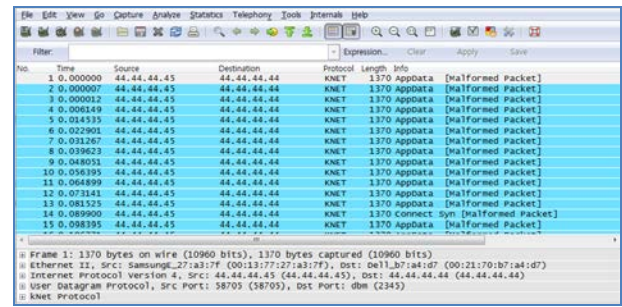 File Edit View Go Capture Analyze Statistics Telephony Tools Internals Help
Filter: Expression... Clear Apply Save
No. Time Source Destination Protocol Length Info
1 0.000000 44.44.44.45 44.44.44.44 KNET 1370 AppData [Malformed Packet]
2 0.000007 44.44.44.45 44.44.44.44 KNET 1370 AppData [Malformed Packet]
3 0.000012 44.44.44.45 44.44.44.44 KNET 1370 AppData [Malformed Packet]
4 0.006149 44.44.44.45 44.44.44.44 KNET 1370 AppData [Malformed Packet]
5 0.014535 44.44.44.45 44.44.44.44 KNET 1370 AppData [Malformed Packet]
6 0.022901 44.44.44.45 44.44.44.44 KNET 1370 AppData [Malformed Packet]
7 0.031267 44.44.44.45 44.44.44.44 KNET 1370 AppData [Malformed Packet]
8 0.039623 44.44.44.45 44.44.44.44 KNET 1370 AppData [Malformed Packet]
9 0.048051 44.44.44.45 44.44.44.44 KNET 1370 AppData [Malformed Packet]
10 0.056395 44.44.44.45 44.44.44.44 KNET 1370 AppData [Malformed Packet]
11 0.064899 44.44.44.45 44.44.44.44 KNET 1370 AppData [Malformed Packet]
12 0.073141 44.44.44.45 44.44.44.44 KNET 1370 AppData [Malformed Packet]
13 0.081525 44.44.44.45 44.44.44.44 KNET 1370 AppData [Malformed Packet]
14 0.089900 44.44.44.45 44.44.44.44 KNET 1370 Connect Syn [Malformed Packet]
15 0.098395 44.44.44.45 44.44.44.44 KNET 1370 AppData [Malformed Packet]
Frame 1: 1370 bytes on wire (10960 bits), 1370 bytes captured (10960 bits)
Ethernet II, Src: SamsungE_27:a3:7f (00:13:77:27:a3:7f), Dst: Dell_b7:a4:d7 (00:21:70:b7:a4:d7)
Internet Protocol Version 4, Src: 44.44.44.45 (44.44.44.45), Dst: 44.44.44.44 (44.44.44.44)
User Datagram Protocol, Src Port: 58705 (58705), Dst Port: dbm (2345)
kNet Protocol